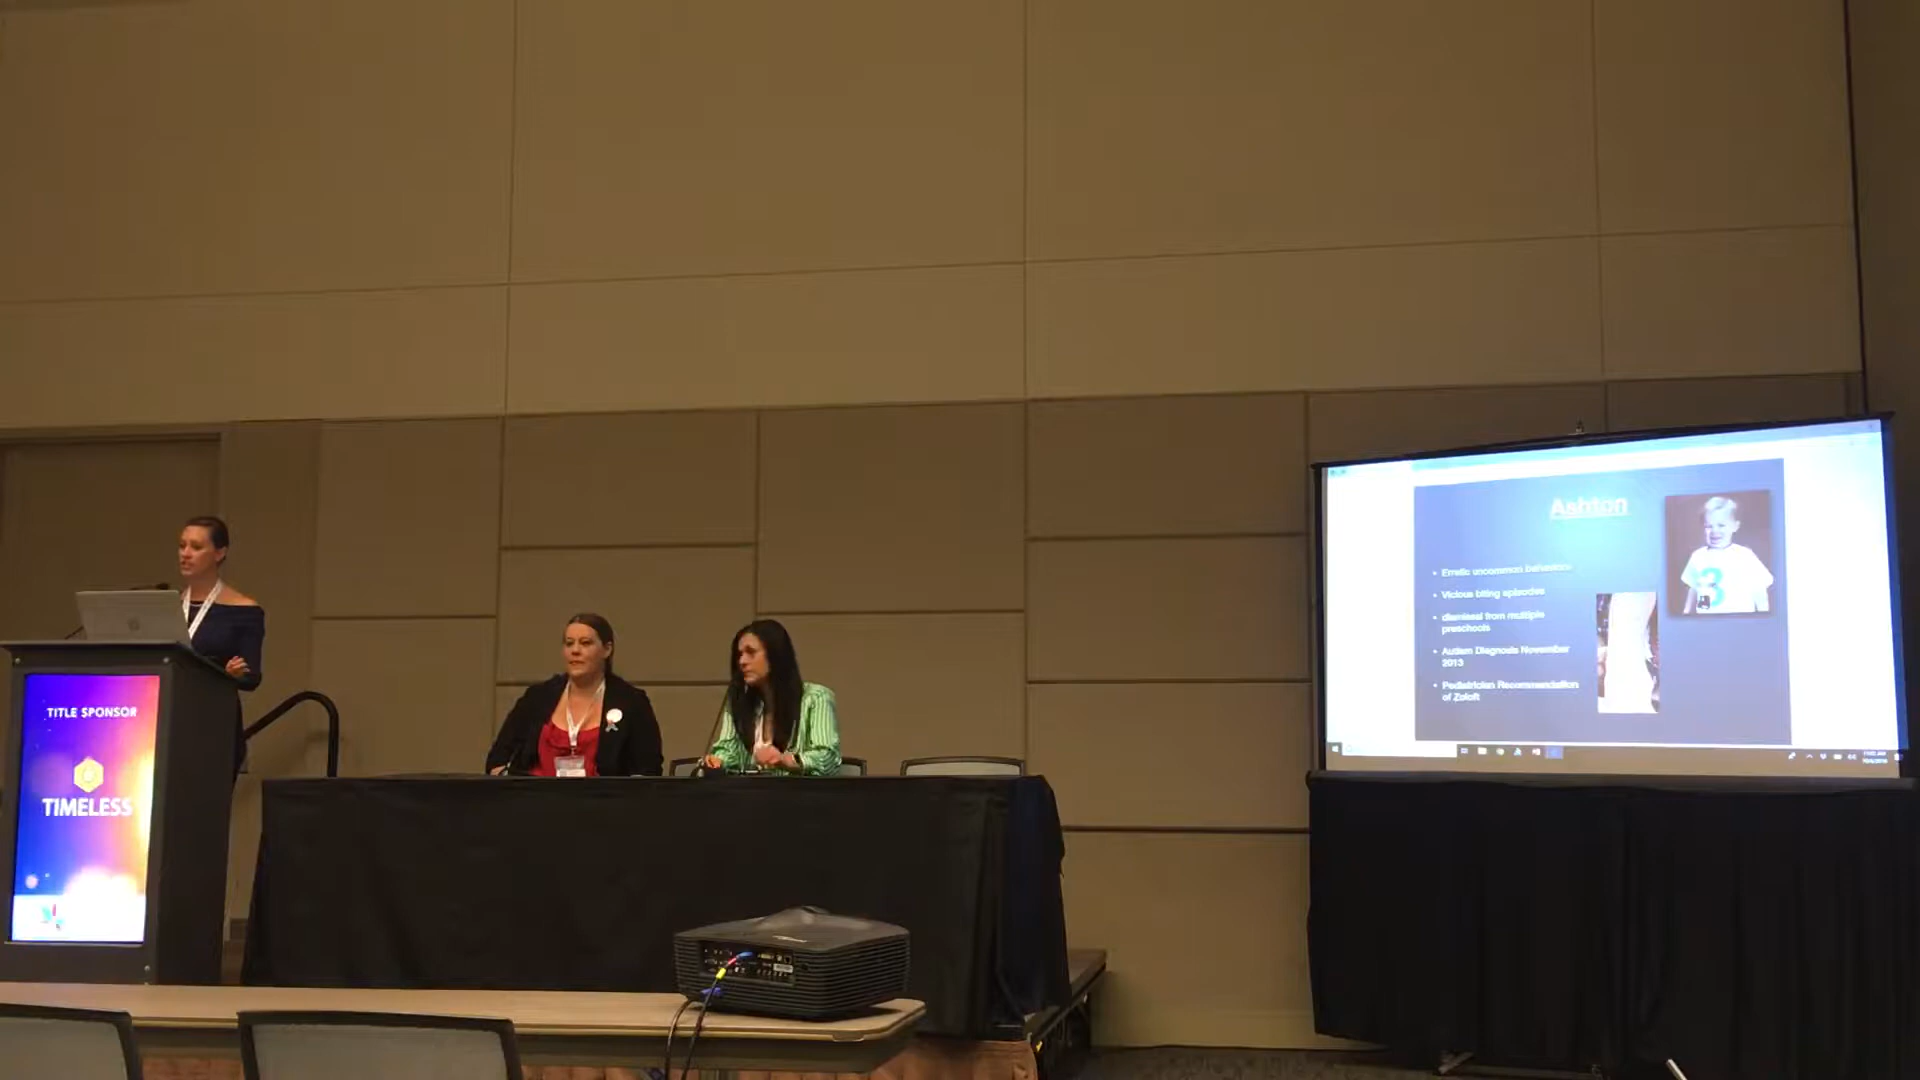 TITLE SPONSOR
TIMELESS
Ashton
• Erratic uncommon behaviors
• Vicious biting episodes
• dismissal from multiple
preschools
• Autism Diagnosis November
2013
• Pediatrician Recommendation
of Zoloft
3